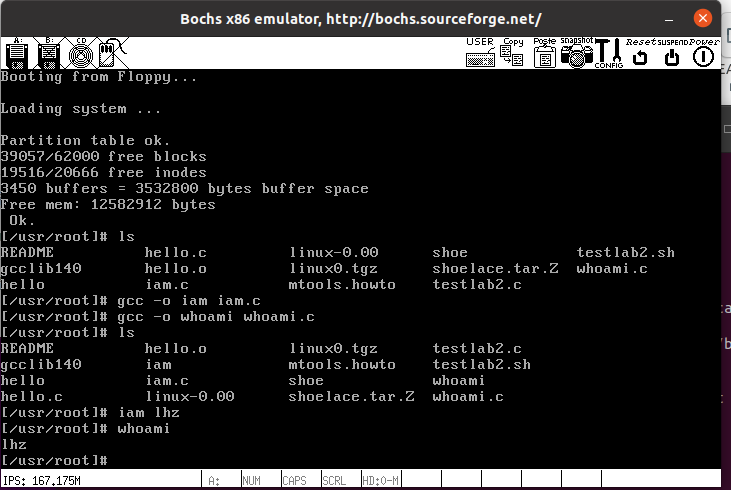 Bochs x86 emulator, http://bochs.sourceforge.net/
A: B: CD USER Copy Paste snapshot CONFIG Reset SUSPEND Power
Booting from Floppy...
Loading system ...
Partition table ok.
39057/62000 free blocks
19516/20666 free inodes
3450 buffers = 3532800 bytes buffer space
Free mem: 12582912 bytes
Ok.
[/usr/root]# ls
README hello.c linux-0.00 shoe testlab2.sh
gcclib140 hello.o linux0.tgz shoelace.tar.Z whoami.c
hello iam.c mtools.howto testlab2.c
[/usr/root]# gcc -o iam iam.c
[/usr/root]# gcc -o whoami whoami.c
[/usr/root]# ls
README hello.o linux0.tgz testlab2.c
gcclib140 iam mtools.howto testlab2.sh
hello iam.c shoe whoami
hello.c linux-0.00 shoelace.tar.Z whoami.c
[/usr/root]# iam lhz
[/usr/root]# whoami
lhz
[/usr/root]#
IPS: 167.175M A: NUM CAPS SCRL HD:0-M